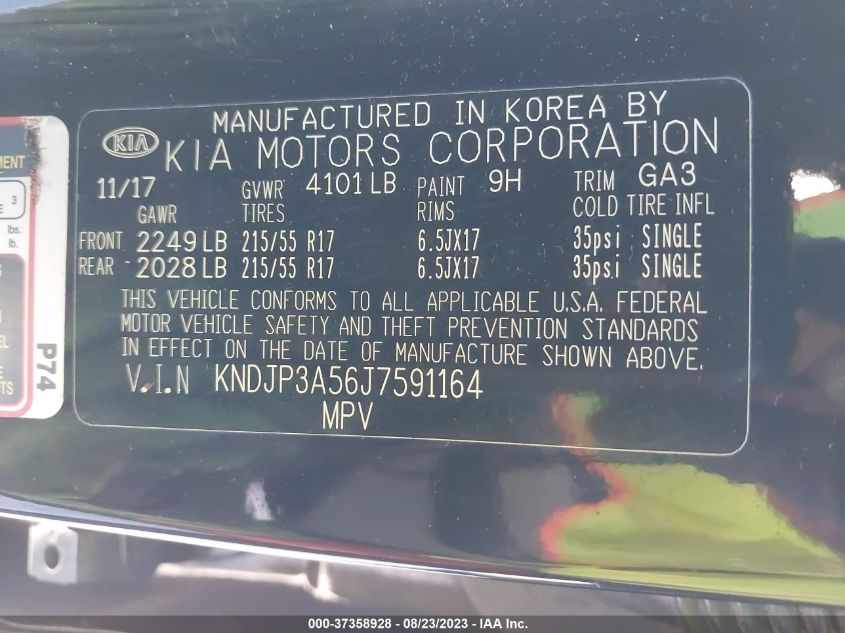 MANUFACTURED IN KOREA BY
KIA KIA MOTORS CORPORATION
11/17 GVWR 4101 LB PAINT 9H TRIM GA3
GAWR TIRES RIMS COLD TIRE INFL
FRONT 2249 LB 215/55 R17 6.5JX17 35psi SINGLE
REAR 2028 LB 215/55 R17 6.5JX17 35psi SINGLE
THIS VEHICLE CONFORMS TO ALL APPLICABLE U.S.A. FEDERAL
MOTOR VEHICLE SAFETY AND THEFT PREVENTION STANDARDS
IN EFFECT ON THE DATE OF MANUFACTURE SHOWN ABOVE.
V.I.N KNDJP3A56J7591164
MPV
3
lbs.
lb.
P74
000-37358928 - 08/23/2023 - IAA Inc.